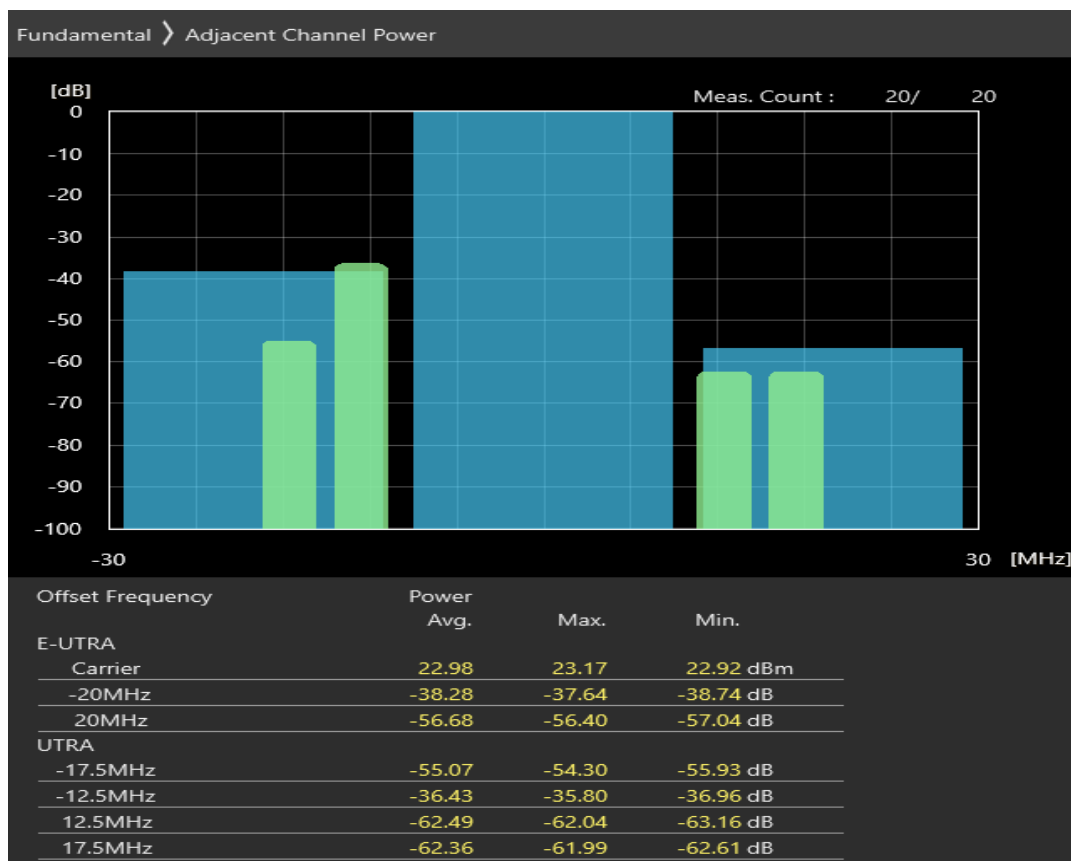 Fundamental ❯ Adjacent Channel Power
[dB]
Meas. Count : 20/ 20
0
-10
-20
-30
-40
-50
-60
-70
-80
-90
-100
-30 30 [MHz]
Offset Frequency Power
Avg. Max. Min.
E-UTRA
Carrier 22.98 23.17 22.92 dBm
-20MHz -38.28 -37.64 -38.74 dB
20MHz -56.68 -56.40 -57.04 dB
UTRA
-17.5MHz -55.07 -54.30 -55.93 dB
-12.5MHz -36.43 -35.80 -36.96 dB
12.5MHz -62.49 -62.04 -63.16 dB
17.5MHz -62.36 -61.99 -62.61 dB